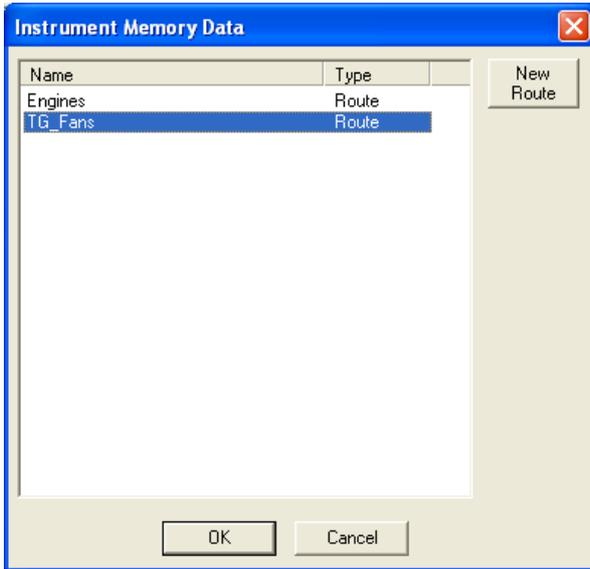 Instrument Memory Data
Name Type
Engines Route
TG_Fans Route
New
Route
OK Cancel